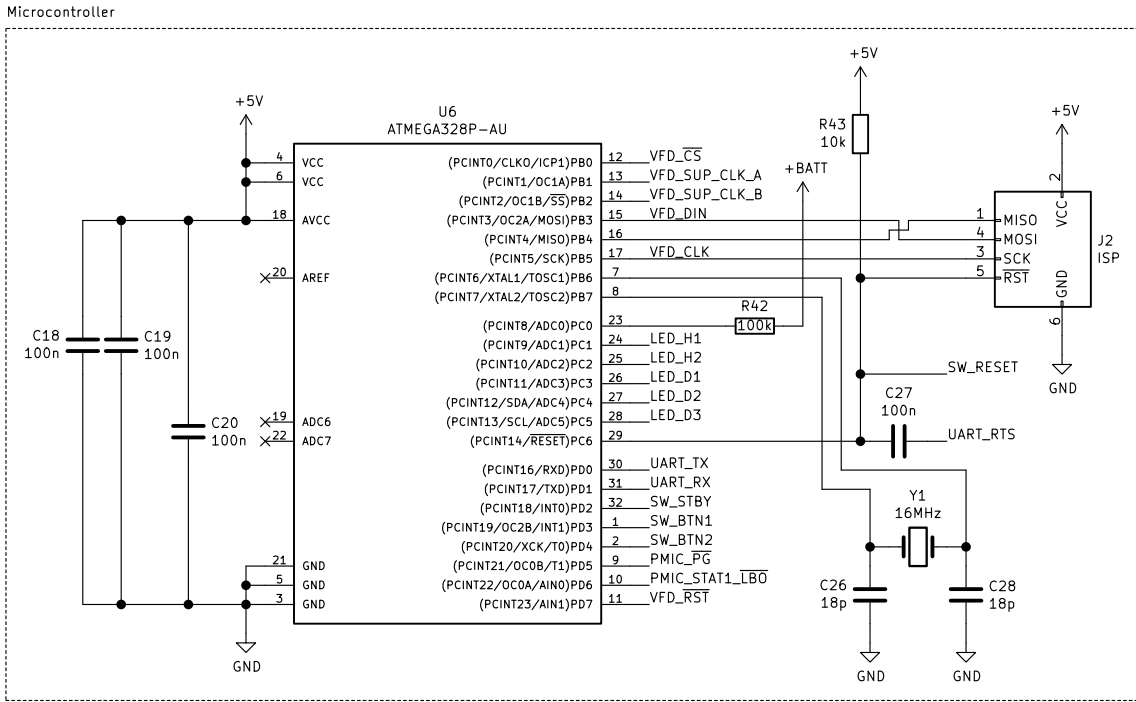 Microcontroller
+5V
U6
ATMEGA328P-AU
4 VCC
6 VCC
18 AVCC
20 AREF
19 ADC6
22 ADC7
21 GND
5 GND
3 GND
GND
C18
100n
C19
100n
C20
100n
(PCINT0/CLKO/ICP1)PB0 12 VFD_CS
(PCINT1/OC1A)PB1 13 VFD_SUP_CLK_A
(PCINT2/OC1B/SS)PB2 14 VFD_SUP_CLK_B
(PCINT3/OC2A/MOSI)PB3 15 VFD_DIN
(PCINT4/MISO)PB4 16
(PCINT5/SCK)PB5 17 VFD_CLK
(PCINT6/XTAL1/TOSC1)PB6 7
(PCINT7/XTAL2/TOSC2)PB7 8
(PCINT8/ADC0)PC0 23
(PCINT9/ADC1)PC1 24 LED_H1
(PCINT10/ADC2)PC2 25 LED_H2
(PCINT11/ADC3)PC3 26 LED_D1
(PCINT12/SDA/ADC4)PC4 27 LED_D2
(PCINT13/SCL/ADC5)PC5 28 LED_D3
(PCINT14/RESET)PC6 29
(PCINT16/RXD)PD0 30 UART_TX
(PCINT17/TXD)PD1 31 UART_RX
(PCINT18/INT0)PD2 32 SW_STBY
(PCINT19/OC2B/INT1)PD3 1 SW_BTN1
(PCINT20/XCK/T0)PD4 2 SW_BTN2
(PCINT21/OC0B/T1)PD5 9 PMIC_PG
(PCINT22/OC0A/AIN0)PD6 10 PMIC_STAT1_LBO
(PCINT23/AIN1)PD7 11 VFD_RST
R42
100k
+BATT
+5V
R43
10k
+5V
2 VCC
1 MISO
4 MOSI
3 SCK
5 RST
6 GND
J2
ISP
GND
SW_RESET
C27
100n
UART_RTS
Y1
16MHz
C26
18p
C28
18p
GND
GND